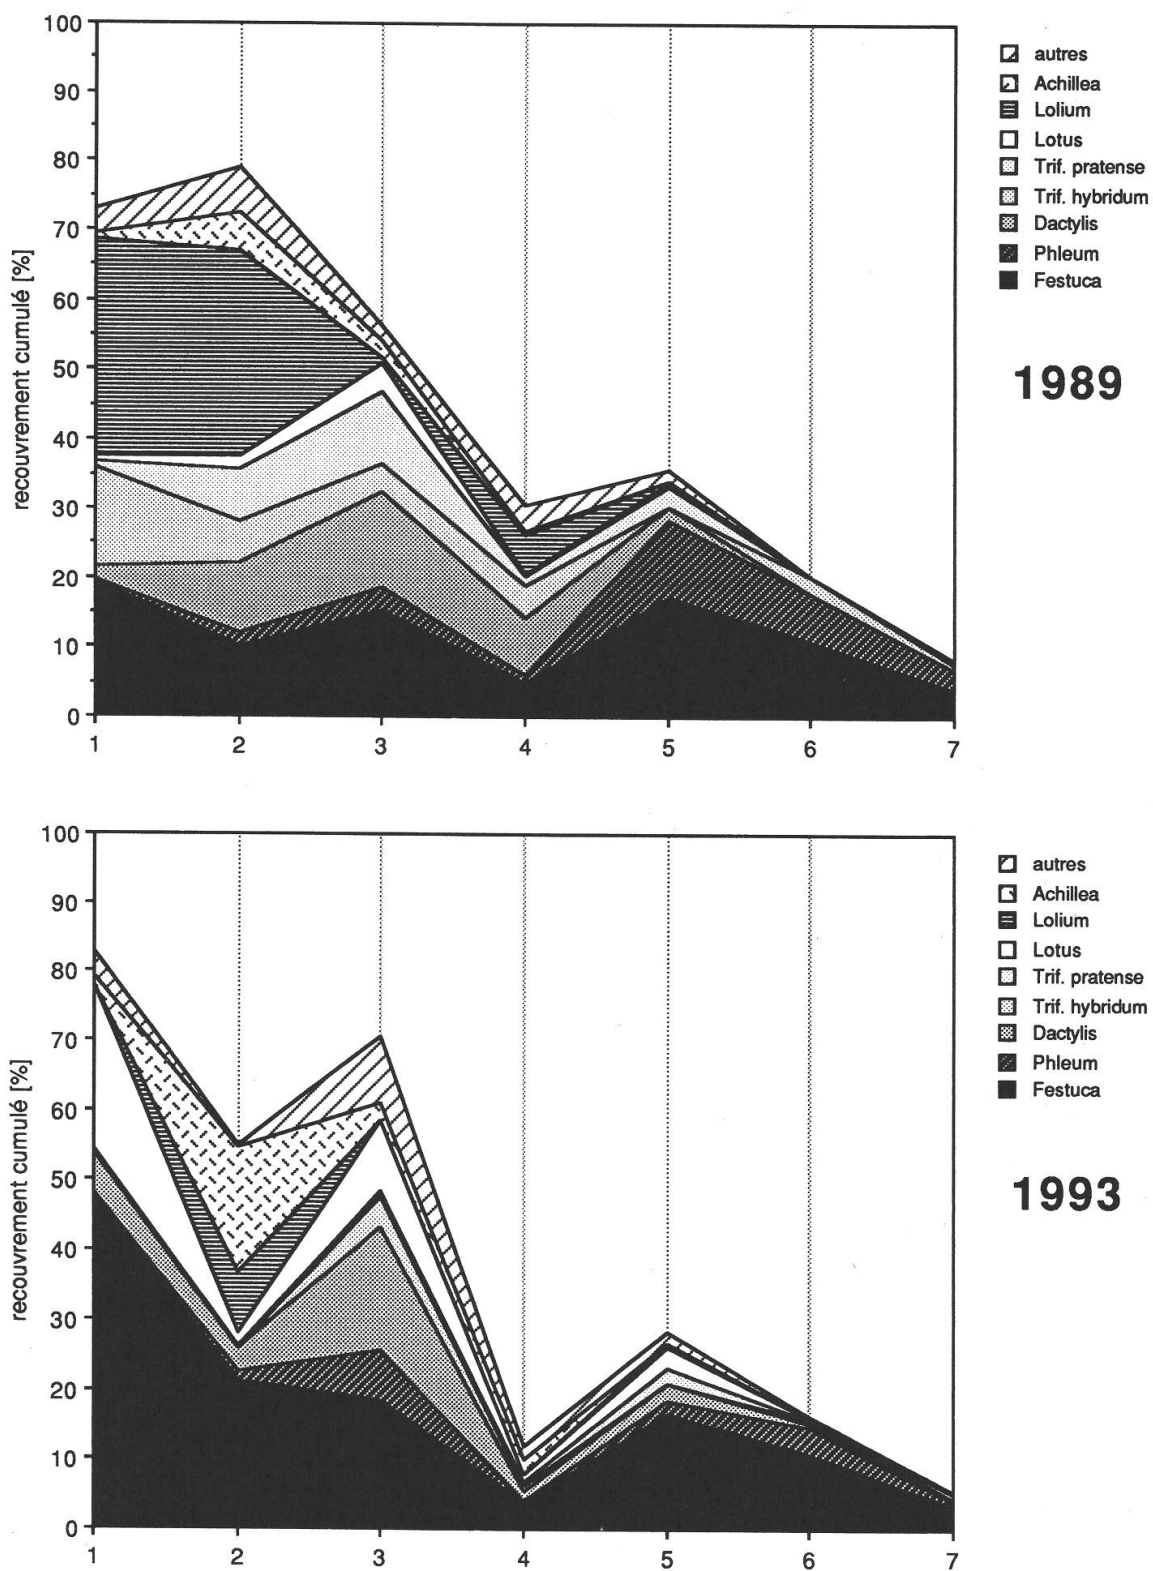 100
90
80
70
60
50
40
30
20
10
0
recouvrement cumulé [%]
1 2 3 4 5 6 7
autres
Achillea
Lolium
Lotus
Trif. pratense
Trif. hybridum
Dactylis
Phleum
Festuca
1989
100
90
80
70
60
50
40
30
20
10
0
recouvrement cumulé [%]
1 2 3 4 5 6 7
autres
Achillea
Lolium
Lotus
Trif. pratense
Trif. hybridum
Dactylis
Phleum
Festuca
1993